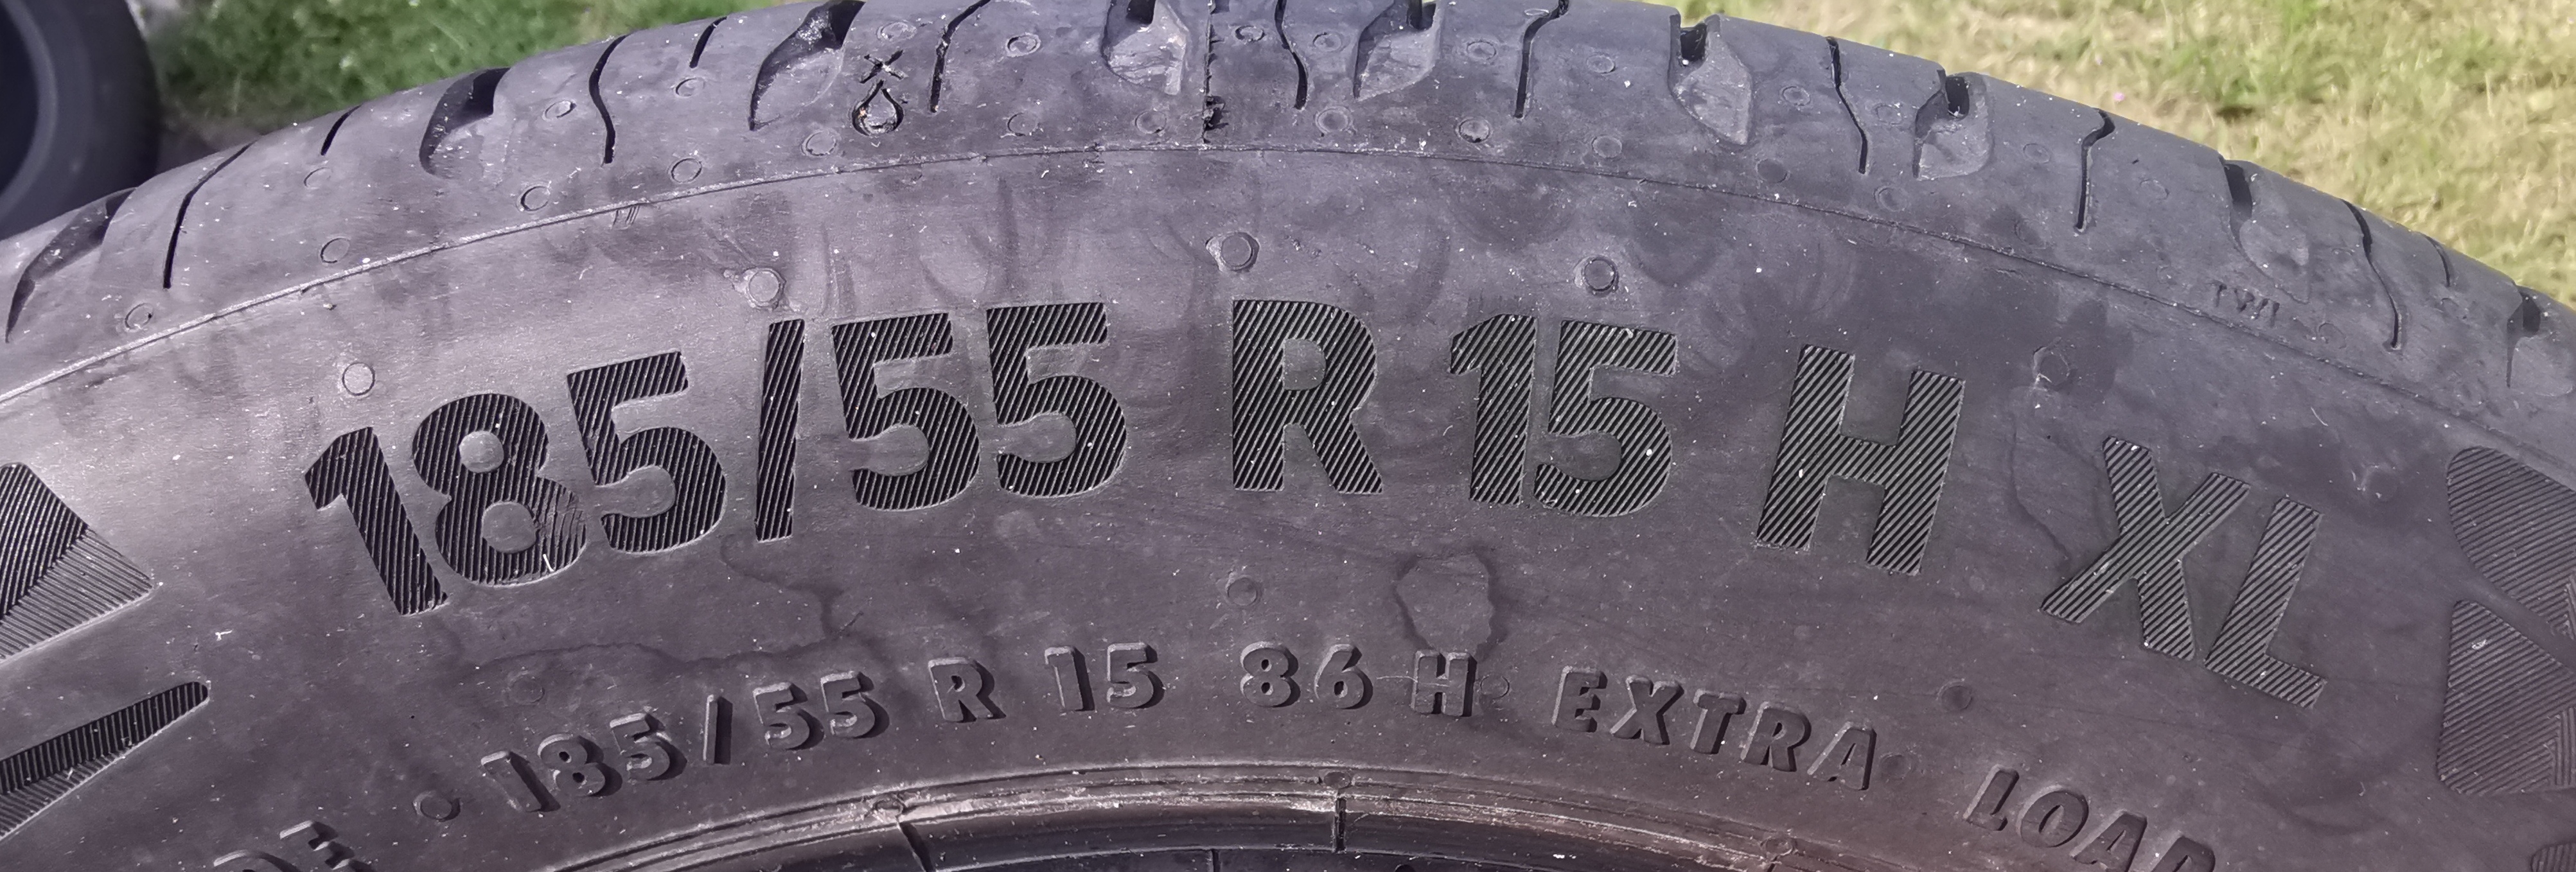 TWI
185/55 R 15 H XL
185/55 R 15 86 H EXTRA LOAD